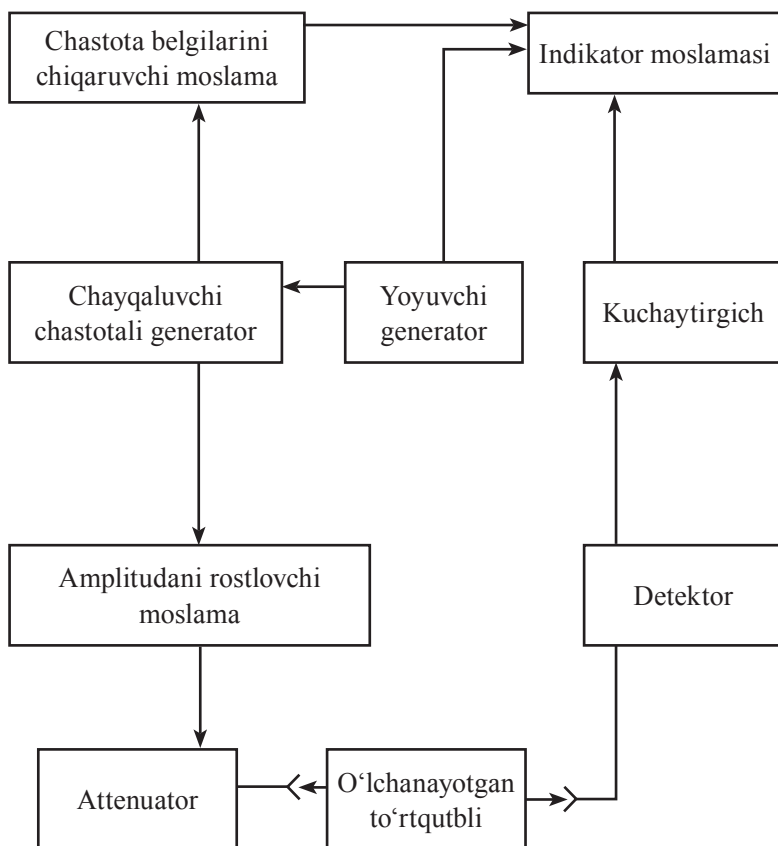 Chastota belgilarini
chiqaruvchi moslama
Indikator moslamasi
Chayqaluvchi
chastotali generator
Yoyuvchi
generator
Kuchaytirgich
Amplitudani rostlovchi
moslama
Detektor
Attenuator
O‘lchanayotgan
to‘rtqutbli